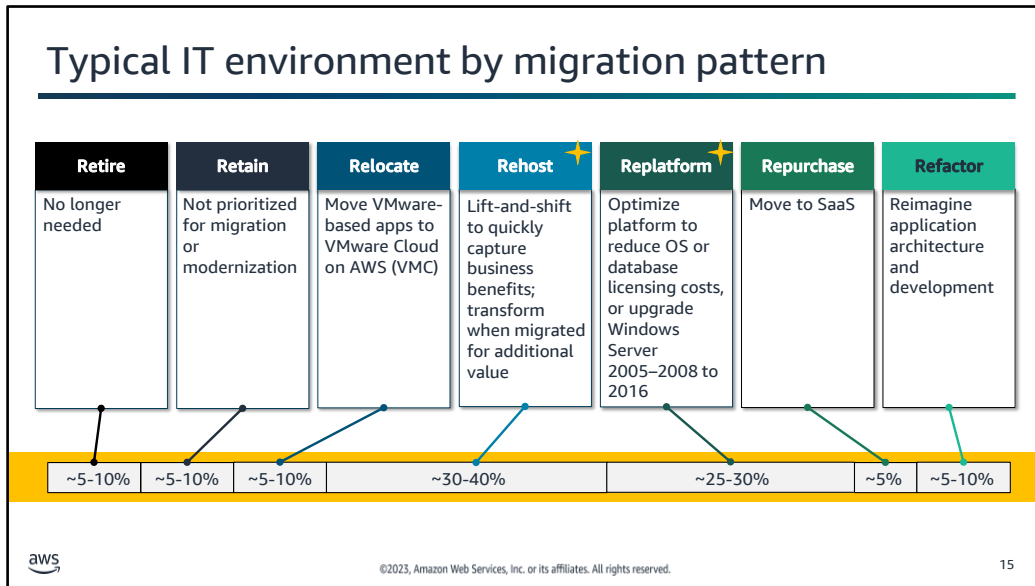 Typical IT environment by migration pattern
Retire
No longer
needed
Retain
Not prioritized
for migration
or
modernization
Relocate
Move VMware-
based apps to
VMware Cloud
on AWS (VMC)
Rehost
Lift-and-shift
to quickly
capture
business
benefits;
transform
when migrated
for additional
value
Replatform
Optimize
platform to
reduce OS or
database
licensing costs,
or upgrade
Windows
Server
2005–2008 to
2016
Repurchase
Move to SaaS
Refactor
Reimagine
application
architecture
and
development
~5-10%
~5-10%
~5-10%
~30-40%
~25-30%
~5%
~5-10%
aws
©2023, Amazon Web Services, Inc. or its affiliates. All rights reserved.
15